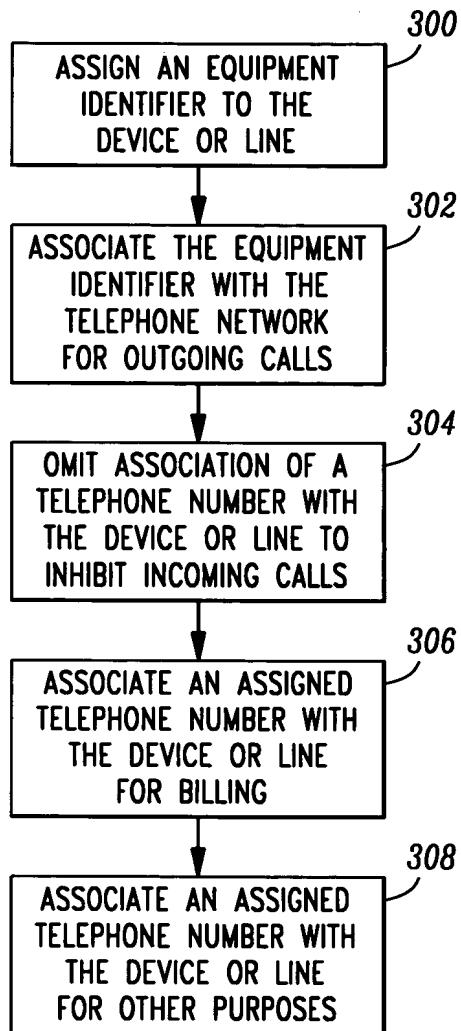 300
ASSIGN AN EQUIPMENT
IDENTIFIER TO THE
DEVICE OR LINE
302
ASSOCIATE THE EQUIPMENT
IDENTIFIER WITH THE
TELEPHONE NETWORK
FOR OUTGOING CALLS
304
OMIT ASSOCIATION OF A
TELEPHONE NUMBER WITH
THE DEVICE OR LINE TO
INHIBIT INCOMING CALLS
306
ASSOCIATE AN ASSIGNED
TELEPHONE NUMBER WITH
THE DEVICE OR LINE
FOR BILLING
308
ASSOCIATE AN ASSIGNED
TELEPHONE NUMBER WITH
THE DEVICE OR LINE
FOR OTHER PURPOSES